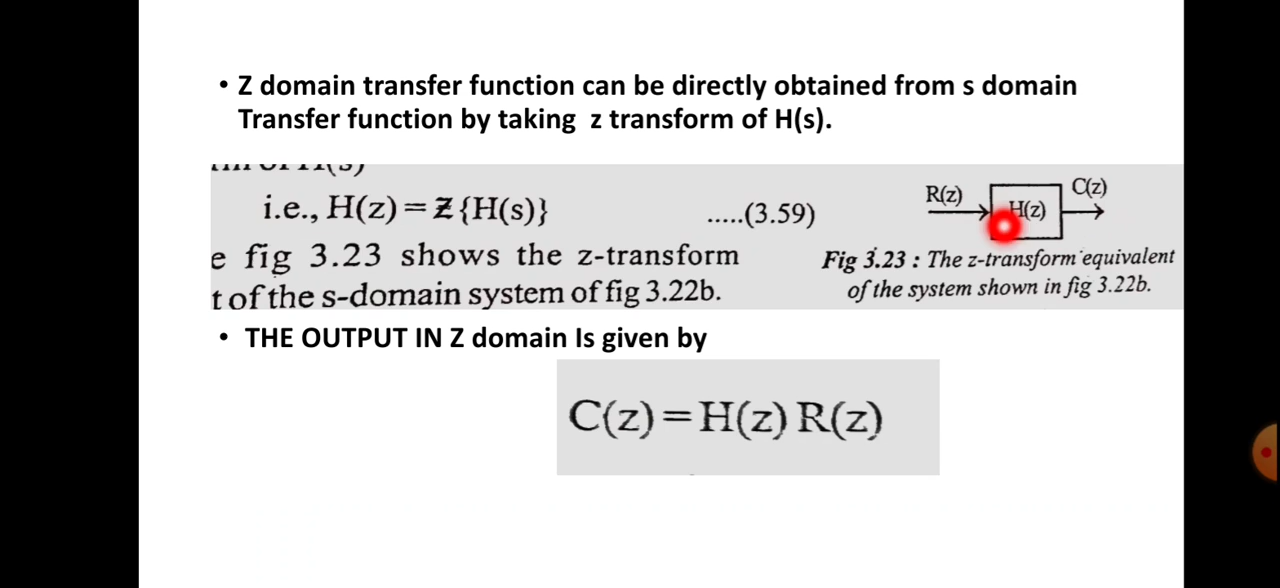 • Z domain transfer function can be directly obtained from s domain
Transfer function by taking z transform of H(s).
i.e., H(z)=Ƶ{H(s)} .....(3.59)
e fig 3.23 shows the z-transform
t of the s-domain system of fig 3.22b.
R(z) H(z) C(z)
Fig 3.23 : The z-transform equivalent
of the system shown in fig 3.22b.
• THE OUTPUT IN Z domain Is given by
C(z)=H(z) R(z)